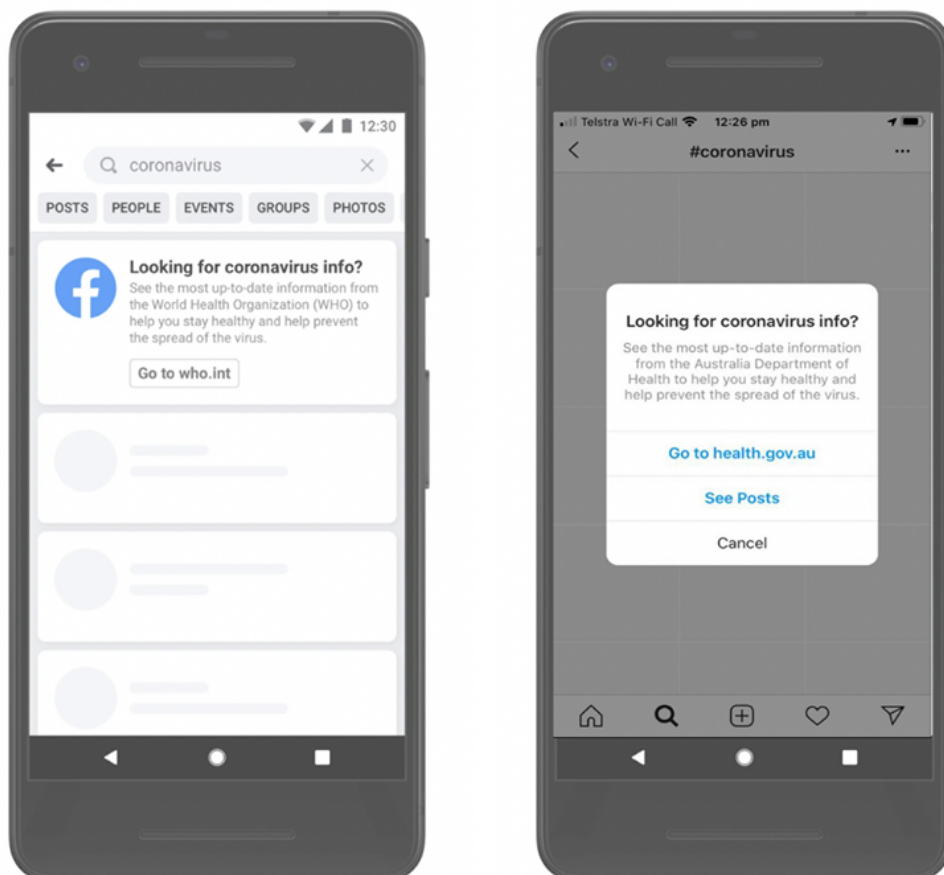 12:30
coronavirus
POSTS PEOPLE EVENTS GROUPS PHOTOS
Looking for coronavirus info?
See the most up-to-date information from
the World Health Organization (WHO) to
help you stay healthy and help prevent
the spread of the virus.
Go to who.int
Telstra Wi-Fi Call 12:26 pm
#coronavirus
Looking for coronavirus info?
See the most up-to-date information
from the Australia Department of
Health to help you stay healthy and
help prevent the spread of the virus.
Go to health.gov.au
See Posts
Cancel